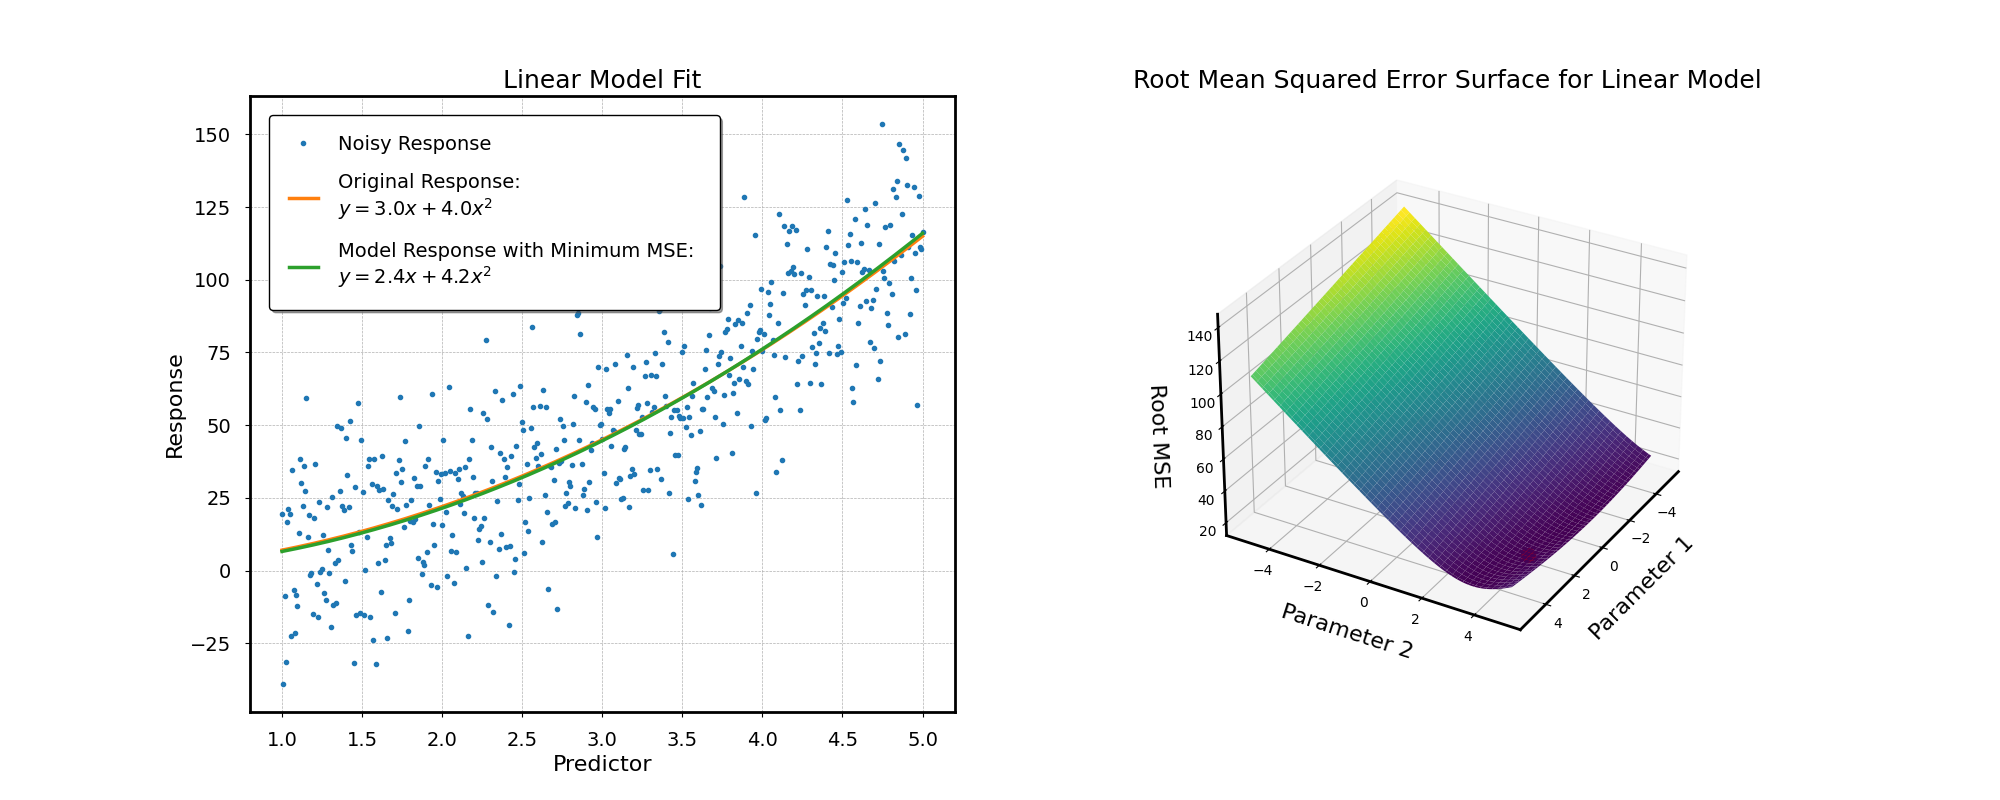 Linear Model Fit
Noisy Response
Original Response:
y = 3.0x + 4.0x²
Model Response with Minimum MSE:
y = 2.4x + 4.2x²
150
125
100
75
50
25
0
−25
Response
1.0 1.5 2.0 2.5 3.0 3.5 4.0 4.5 5.0
Predictor
Root Mean Squared Error Surface for Linear Model
140
120
100
80
60
40
20
Root MSE
−4
−2
0
2
4
Parameter 2
−4
−2
0
2
4
Parameter 1